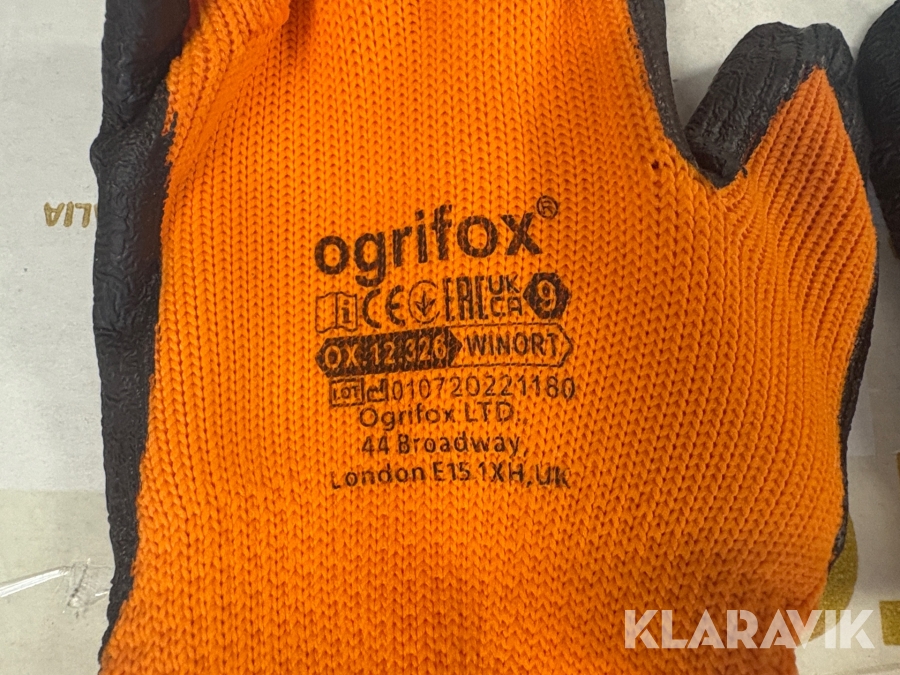 ogrifox®
i CE EAC UK CA 9
OX.12.326 WINORT
LOT 010720221180
Ogrifox LTD.
44 Broadway,
London E15 1XH, UK
KLARAVIK